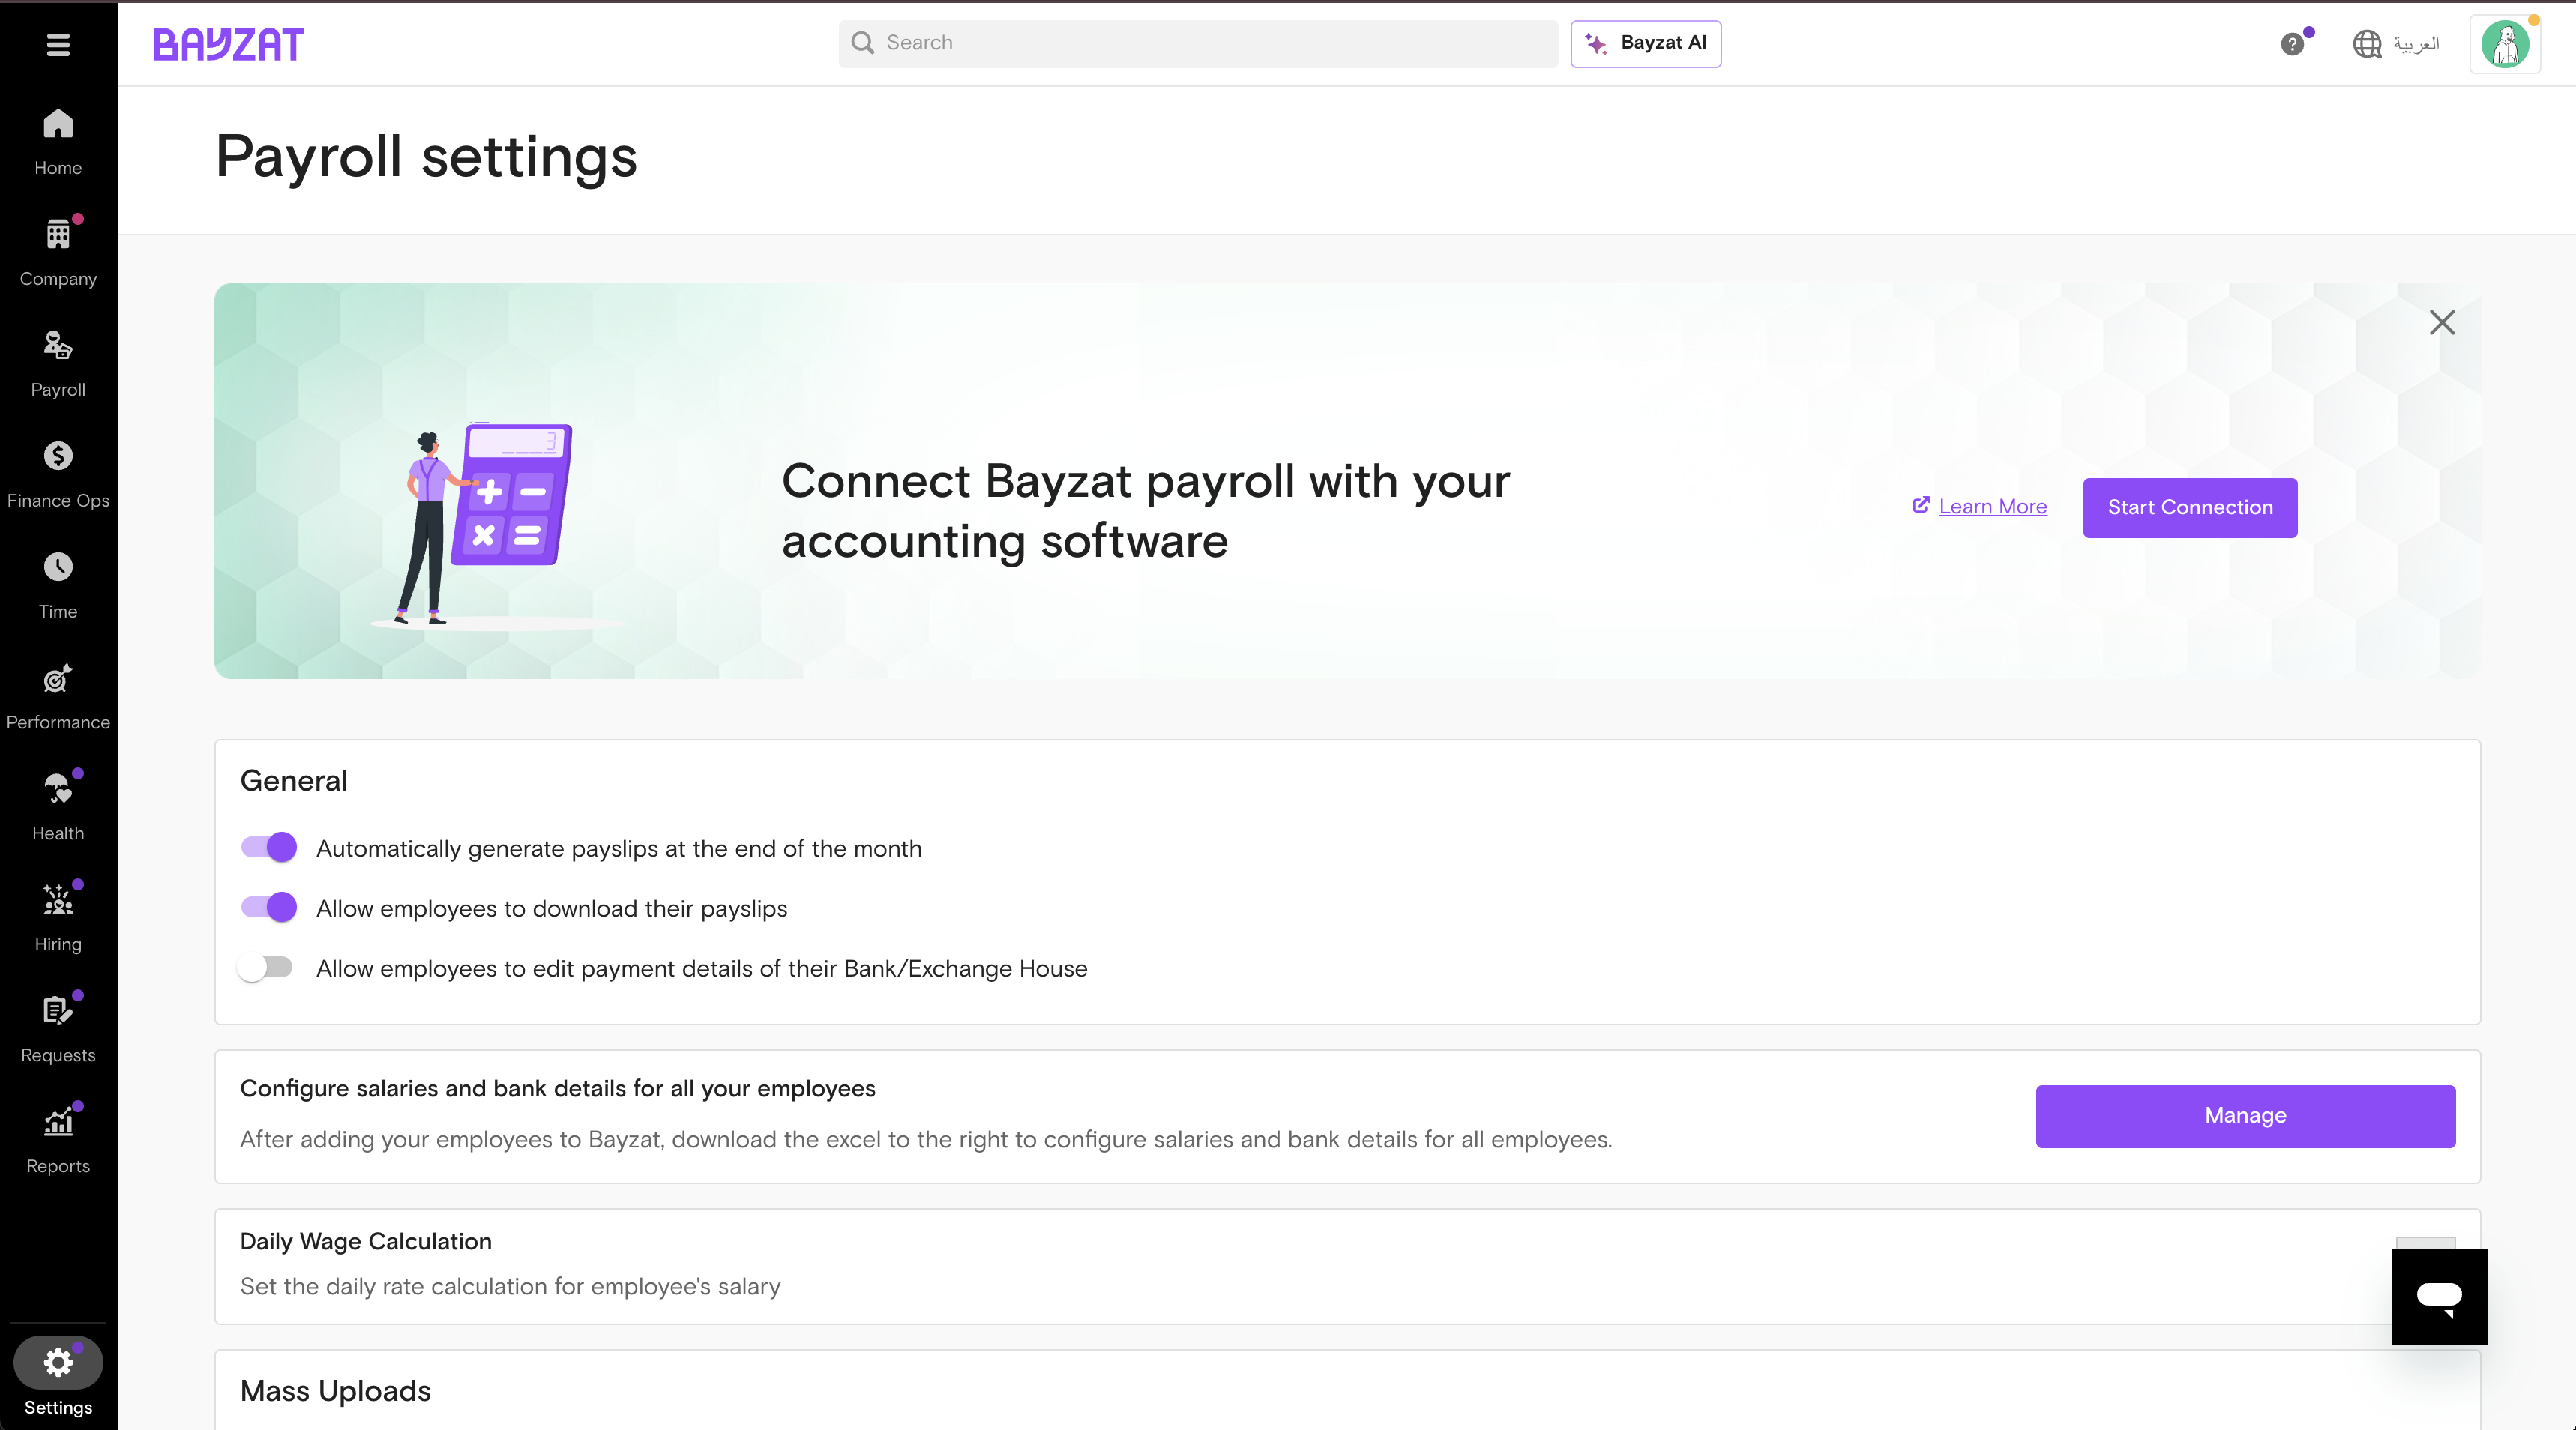 BAYZAT
Search
Bayzat AI
العربية
Home
Company
Payroll
Finance Ops
Time
Performance
Health
Hiring
Requests
Reports
Settings
Payroll settings
3
Connect Bayzat payroll with your
accounting software
Learn More
Start Connection
General
Automatically generate payslips at the end of the month
Allow employees to download their payslips
Allow employees to edit payment details of their Bank/Exchange House
Configure salaries and bank details for all your employees
After adding your employees to Bayzat, download the excel to the right to configure salaries and bank details for all employees.
Manage
Daily Wage Calculation
Set the daily rate calculation for employee's salary
Mass Uploads